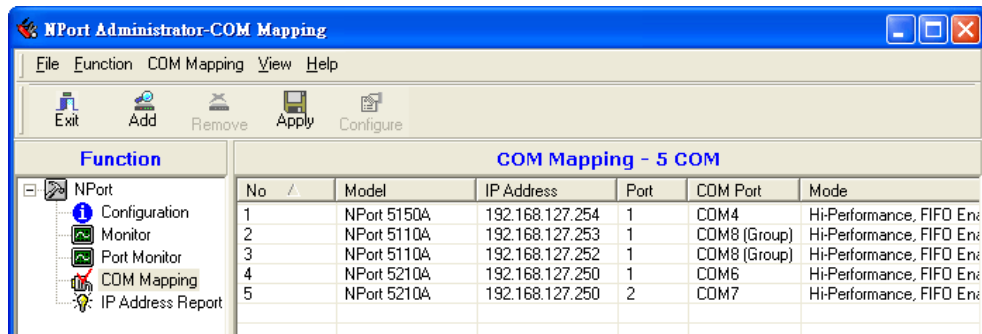 NPort Administrator-COM Mapping
File Function COM Mapping View Help
Exit Add Remove Apply Configure
Function
NPort
Configuration
Monitor
Port Monitor
COM Mapping
IP Address Report
COM Mapping - 5 COM
No Model IP Address Port COM Port Mode
1 NPort 5150A 192.168.127.254 1 COM4 Hi-Performance, FIFO Ena
2 NPort 5110A 192.168.127.253 1 COM8 (Group) Hi-Performance, FIFO Ena
3 NPort 5110A 192.168.127.252 1 COM8 (Group) Hi-Performance, FIFO Ena
4 NPort 5210A 192.168.127.250 1 COM6 Hi-Performance, FIFO Ena
5 NPort 5210A 192.168.127.250 2 COM7 Hi-Performance, FIFO Ena